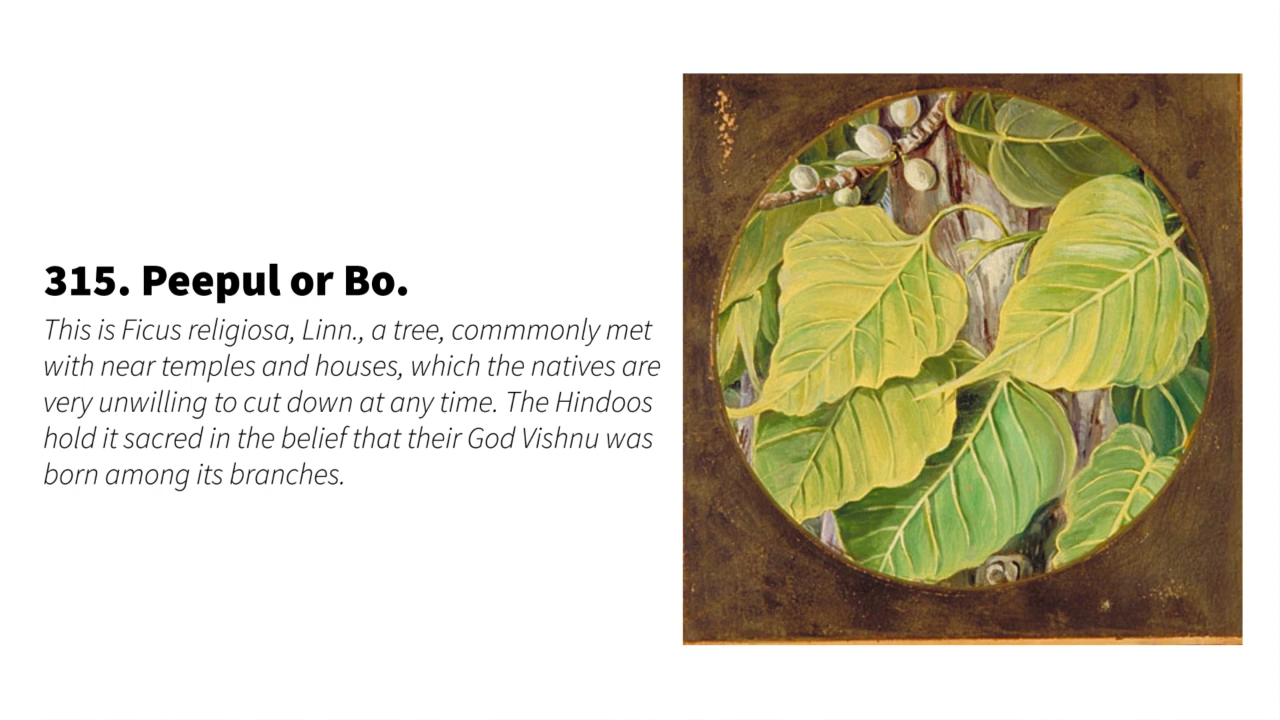 315. Peepul or Bo.
This is Ficus religiosa, Linn., a tree, commmonly met
with near temples and houses, which the natives are
very unwilling to cut down at any time. The Hindoos
hold it sacred in the belief that their God Vishnu was
born among its branches.